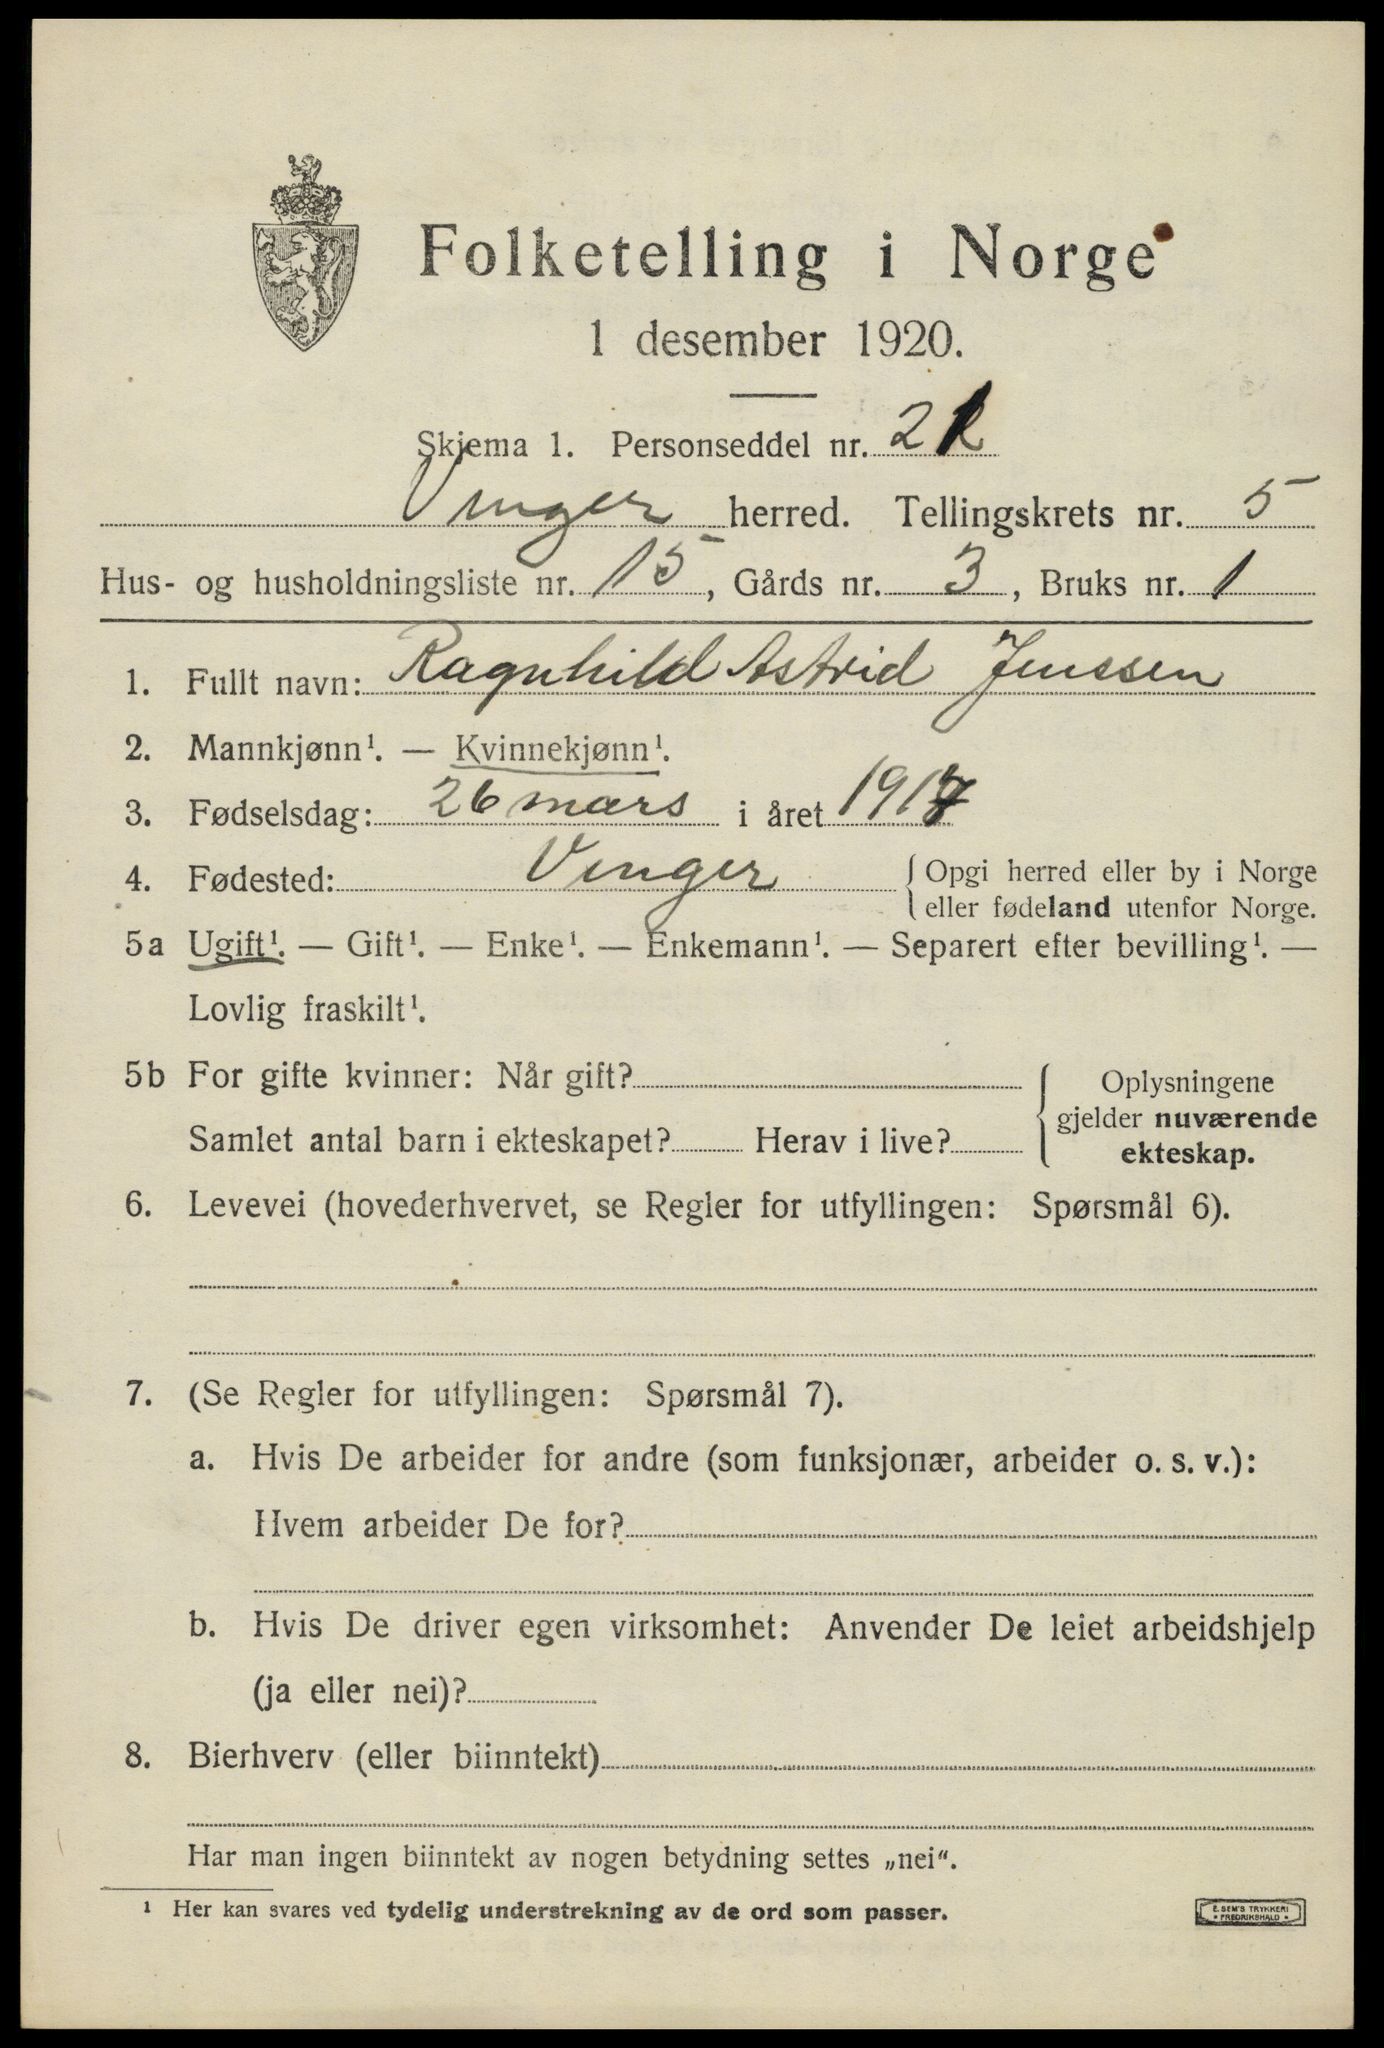 Folketelling i Norge
1 desember 1920.
Skjema 1. Personseddel nr. 21
Vinger herred. Tellingskrets nr. 5
Hus- og husholdningsliste nr. 15, Gårds nr. 3, Bruks nr. 1
1. Fullt navn: Ragnhild Astrid Jenssen
2. Mannkjønn¹. — Kvinnekjønn¹.
3. Fødselsdag: 26 mars i året 1917
4. Fødested: Vinger { Opgi herred eller by i Norge
eller fødeland utenfor Norge.
5a Ugift¹. — Gift¹. — Enke¹. — Enkemann¹. — Separert efter bevilling¹. —
Lovlig fraskilt¹.
5b For gifte kvinner: Når gift?
Samlet antal barn i ekteskapet? Herav i live?
{ Oplysningene
gjelder nuværende
ekteskap.
6. Levevei (hovederhvervet, se Regler for utfyllingen: Spørsmål 6).
7. (Se Regler for utfyllingen: Spørsmål 7).
a. Hvis De arbeider for andre (som funksjonær, arbeider o. s. v.):
Hvem arbeider De for?
b. Hvis De driver egen virksomhet: Anvender De leiet arbeidshjelp
(ja eller nei)?
8. Bierhverv (eller biinntekt)
Har man ingen biinntekt av nogen betydning settes „nei“.
¹ Her kan svares ved tydelig understrekning av de ord som passer.
E. SEM'S TRYKKERI
• FREDRIKSHALD •